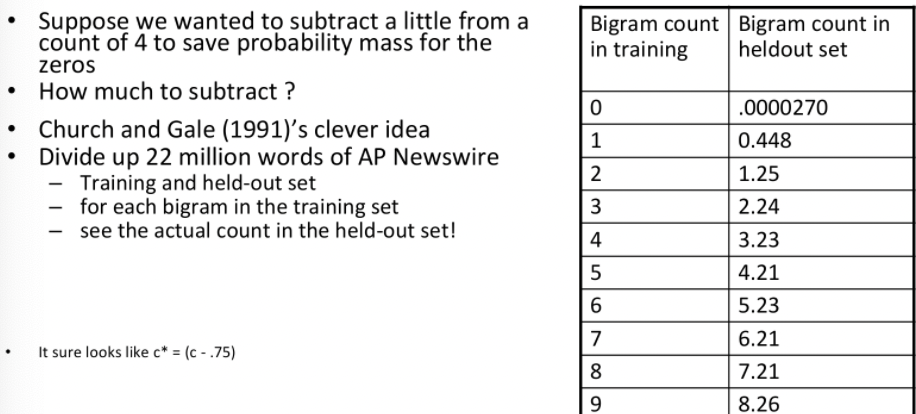 • Suppose we wanted to subtract a little from a
count of 4 to save probability mass for the
zeros
• How much to subtract ?
• Church and Gale (1991)’s clever idea
• Divide up 22 million words of AP Newswire
– Training and held-out set
– for each bigram in the training set
– see the actual count in the held-out set!
• It sure looks like c* = (c - .75)
Bigram count in training | Bigram count in heldout set
0 | .0000270
1 | 0.448
2 | 1.25
3 | 2.24
4 | 3.23
5 | 4.21
6 | 5.23
7 | 6.21
8 | 7.21
9 | 8.26